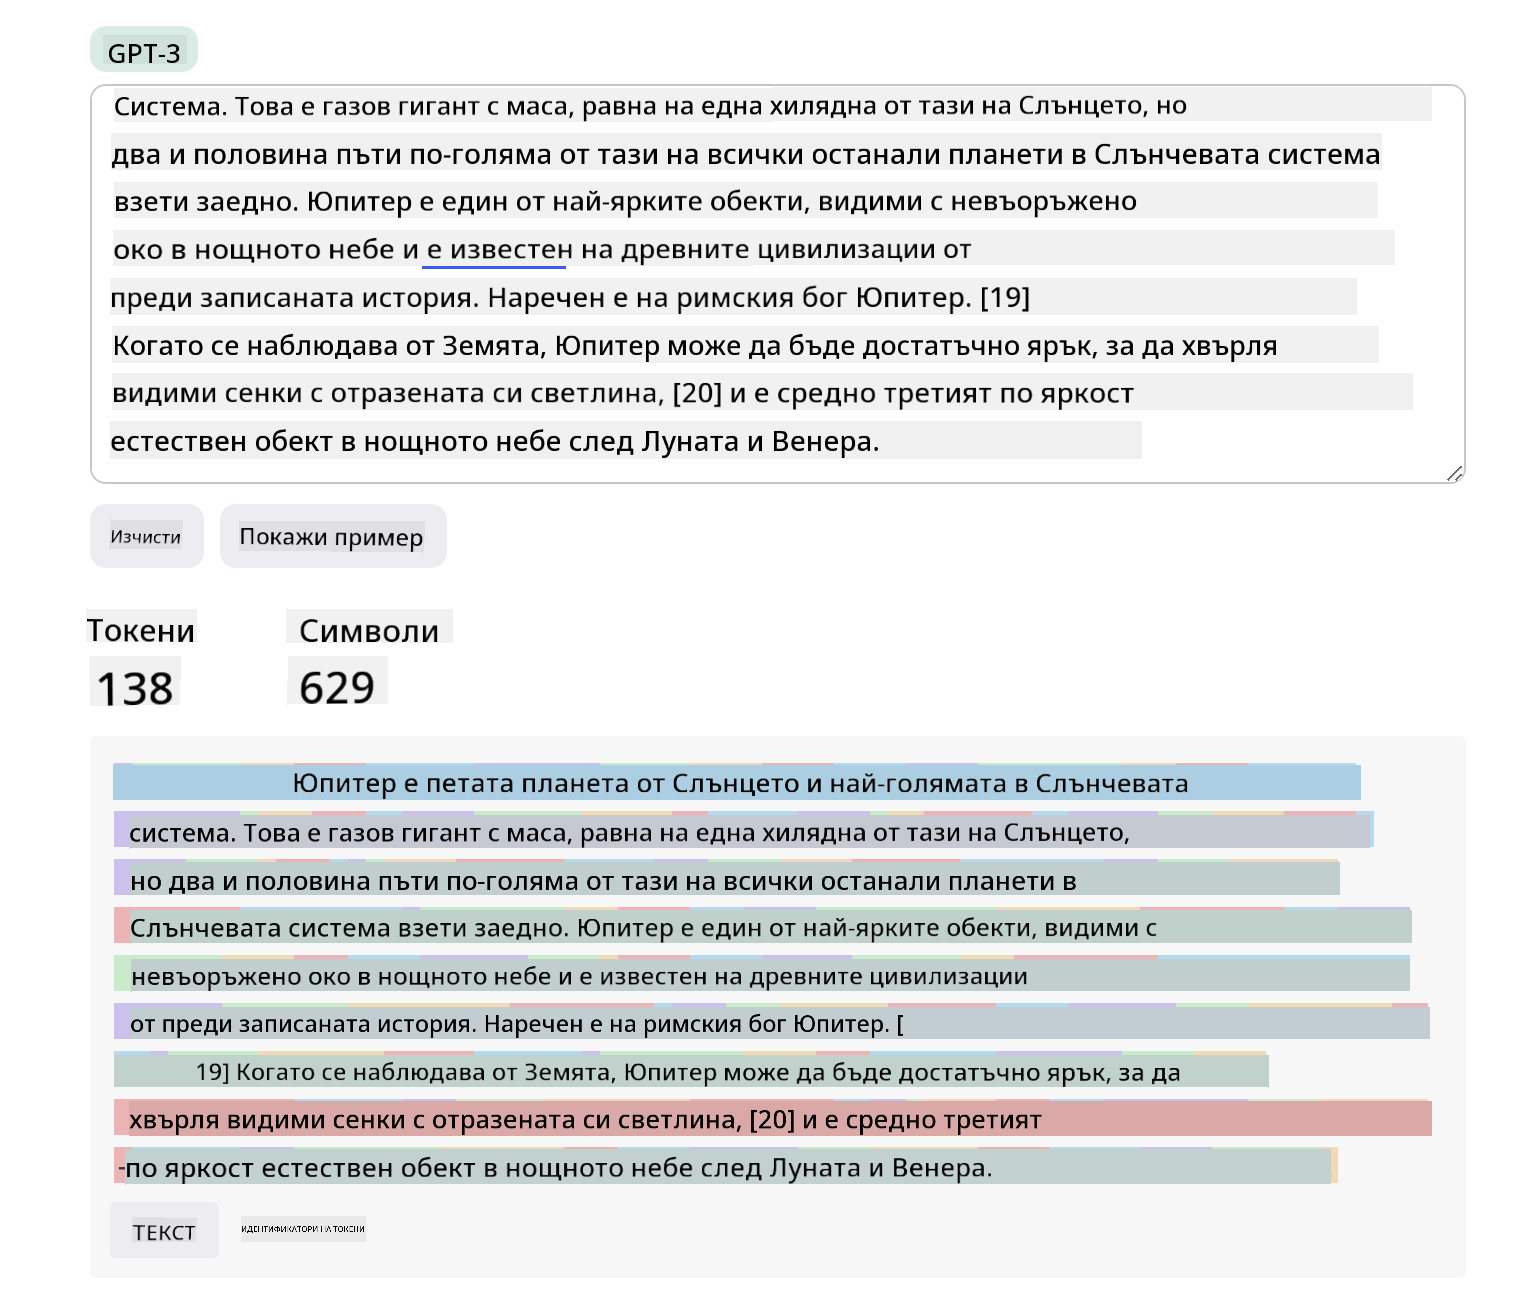 GPT-3
Система. Това е газов гигант с маса, равна на една хилядна от тази на Слънцето, но
два и половина пъти по-голяма от тази на всички останали планети в Слънчевата система
взети заедно. Юпитер е един от най-ярките обекти, видими с невъоръжено
око в нощното небе и е известен на древните цивилизации от
преди записаната история. Наречен е на римския бог Юпитер. [19]
Когато се наблюдава от Земята, Юпитер може да бъде достатъчно ярък, за да хвърля
видими сенки с отразената си светлина, [20] и е средно третият по яркост
естествен обект в нощното небе след Луната и Венера.
Изчисти
Покажи пример
Токени
Символи
138
629
Юпитер е петата планета от Слънцето и най-голямата в Слънчевата
система. Това е газов гигант с маса, равна на една хилядна от тази на Слънцето,
но два и половина пъти по-голяма от тази на всички останали планети в
Слънчевата система взети заедно. Юпитер е един от най-ярките обекти, видими с
невъоръжено око в нощното небе и е известен на древните цивилизации
от преди записаната история. Наречен е на римския бог Юпитер. [
19] Когато се наблюдава от Земята, Юпитер може да бъде достатъчно ярък, за да
хвърля видими сенки с отразената си светлина, [20] и е средно третият
-по яркост естествен обект в нощното небе след Луната и Венера.
ТЕКСТ
ИДЕНТИФИКАТОРИ НА ТОКЕНИ